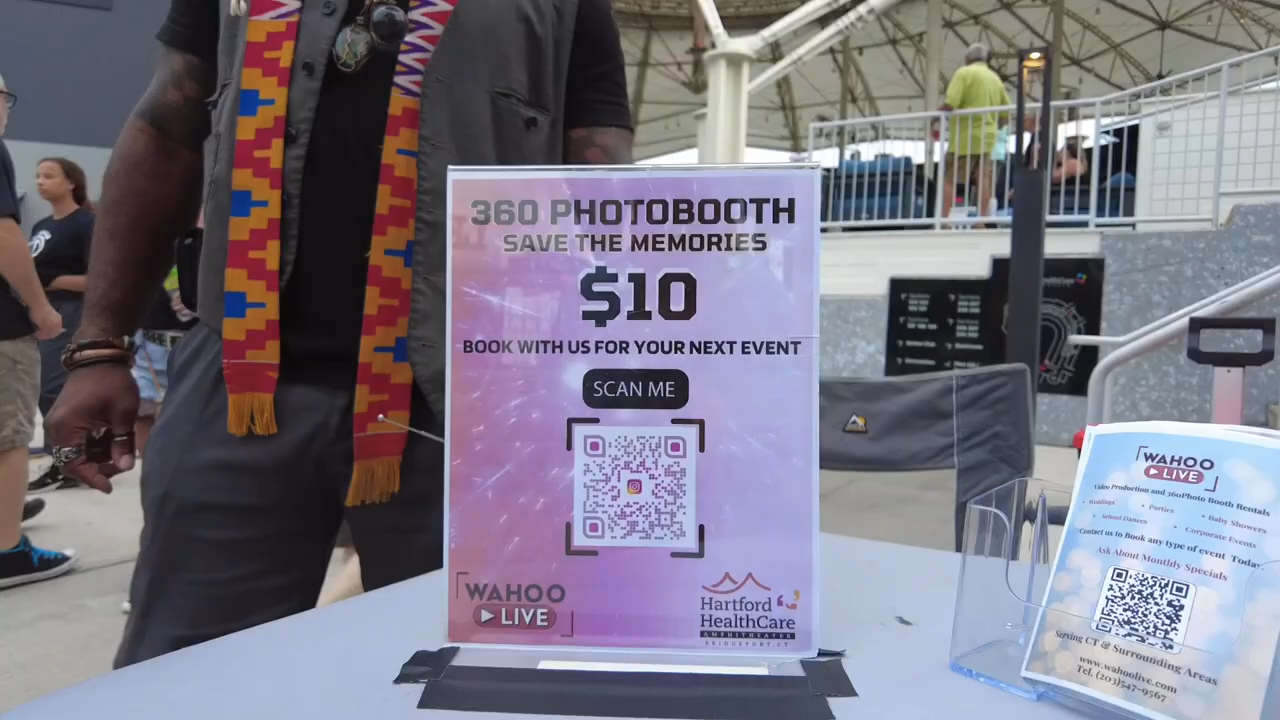 360 PHOTOBOOTH
SAVE THE MEMORIES
$10
BOOK WITH US FOR YOUR NEXT EVENT
SCAN ME
WAHOO
LIVE
Hartford
HealthCare
AMPHITHEATER
BRIDGEPORT, CT
WAHOO
LIVE
Video Production and 360Photo Booth Rentals
Weddings
• Parties
• Baby Showers
• School Dances
• Corporate Events
Contact us to Book any type of event Today.
Ask About Monthly Specials
Serving CT & Surrounding Areas
www.wahoolive.com
Tel. (203)547-9567